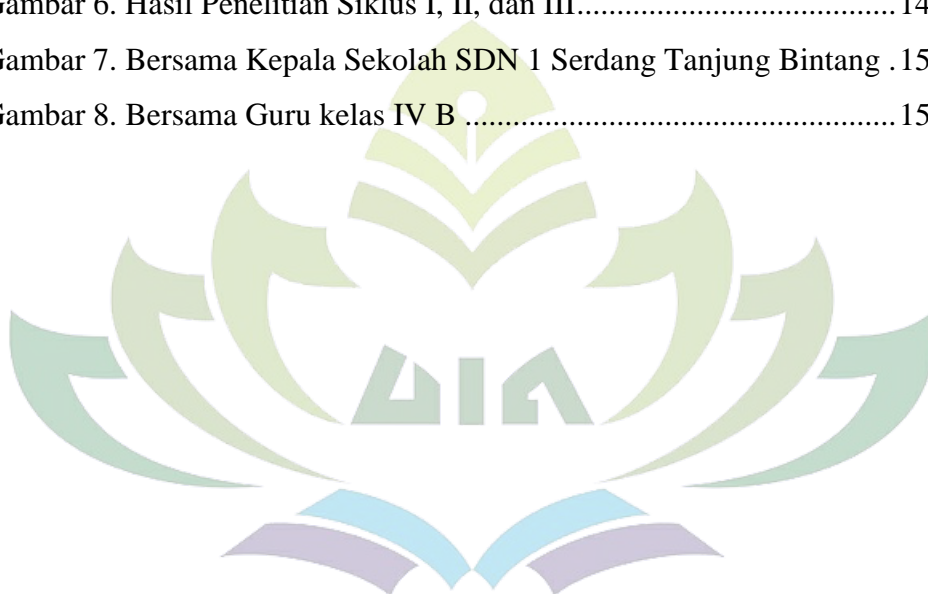 Gambar 6. Hasil Penelitian Siklus I, II, dan III........................................ 14
Gambar 7. Bersama Kepala Sekolah SDN 1 Serdang Tanjung Bintang . 15
Gambar 8. Bersama Guru kelas IV B ...................................................... 15
UIN